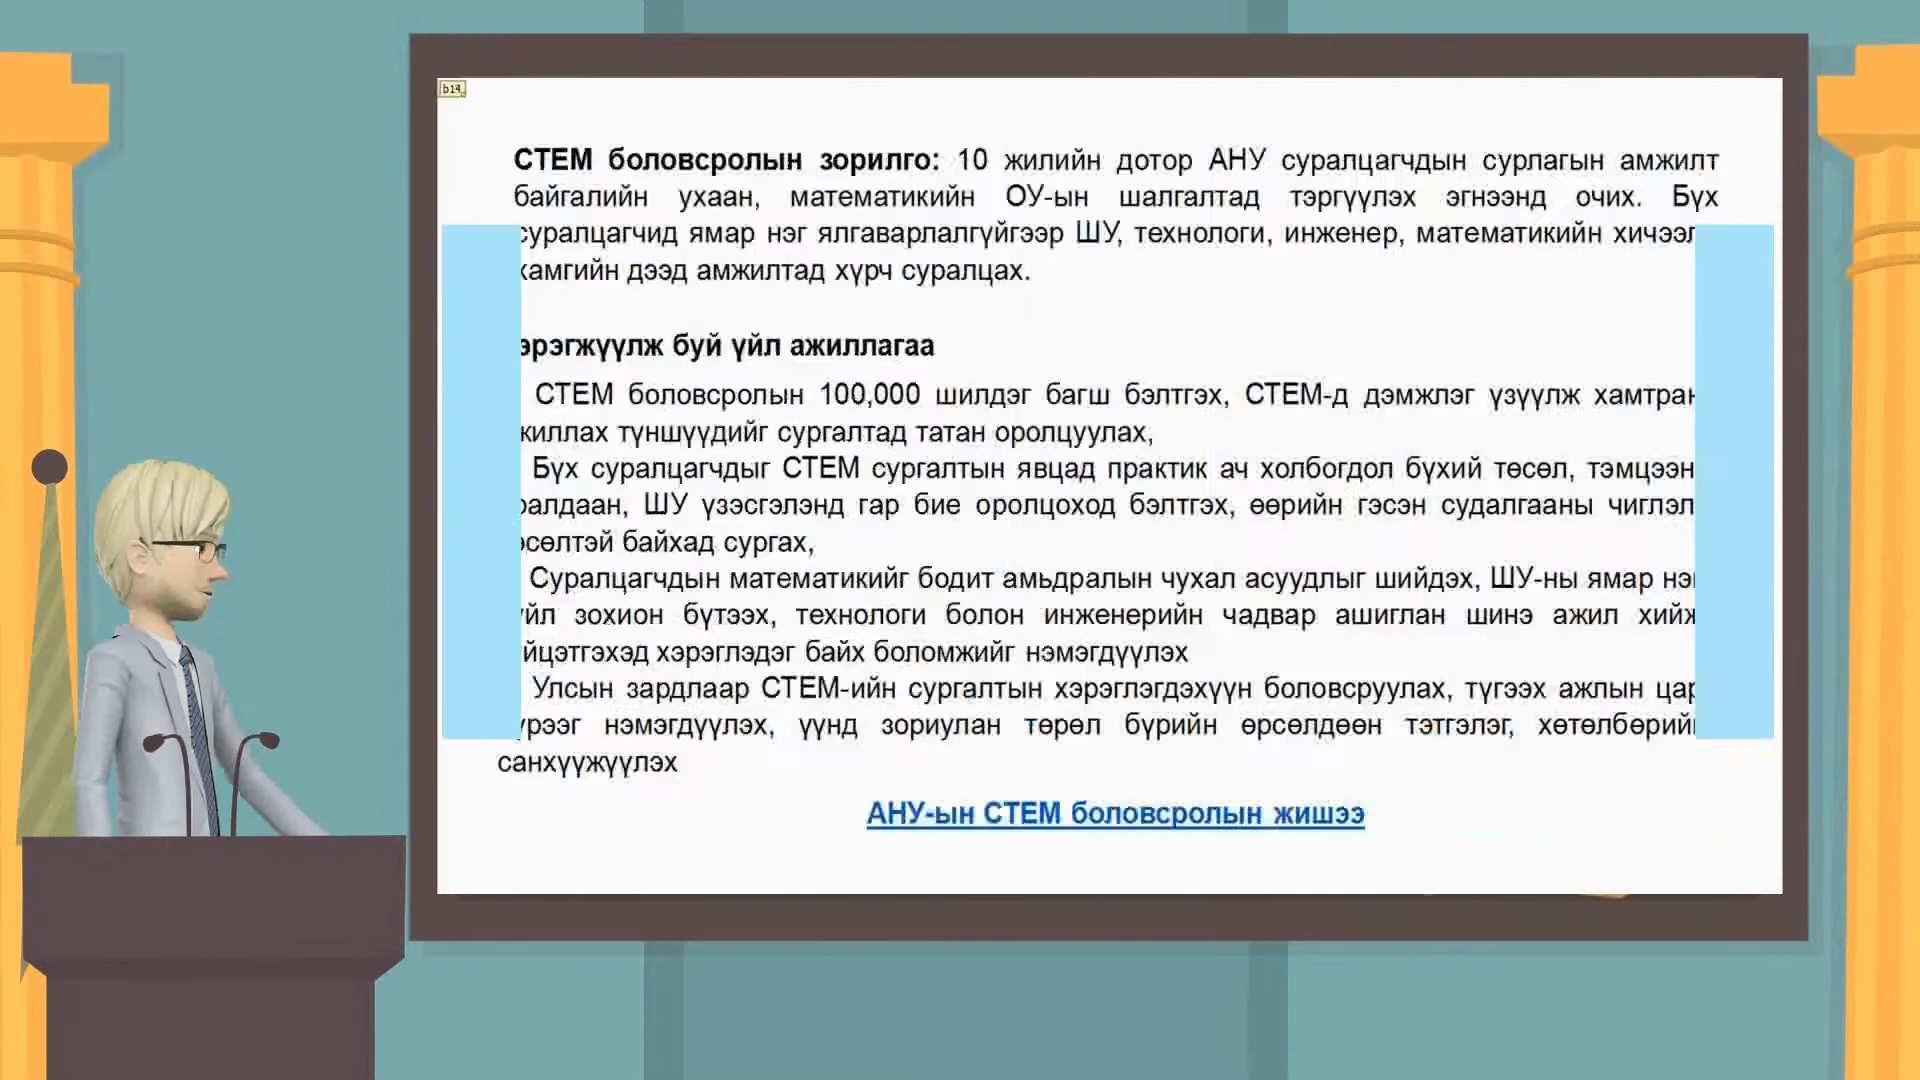 СТЕМ боловсролын зорилго: 10 жилийн дотор АНУ суралцагчдын сурлагын амжилт
байгалийн ухаан, математикийн ОУ-ын шалгалтад тэргүүлэх эгнээнд очих. Бүх
суралцагчид ямар нэг ялгаварлалгүйгээр ШУ, технологи, инженер, математикийн хичээл
хамгийн дээд амжилтад хүрч суралцах.
эрэгжүүлж буй үйл ажиллагаа
СТЕМ боловсролын 100,000 шилдэг багш бэлтгэх, СТЕМ-д дэмжлэг үзүүлж хамтран
жиллах түншүүдийг сургалтад татан оролцуулах,
Бүх суралцагчдыг СТЕМ сургалтын явцад практик ач холбогдол бүхий төсөл, тэмцээн
ралдаан, ШУ үзэсгэлэнд гар бие оролцоход бэлтгэх, өөрийн гэсэн судалгааны чиглэл
өсөлтэй байхад сургах,
Суралцагчдын математикийг бодит амьдралын чухал асуудлыг шийдэх, ШУ-ны ямар нэг
үйл зохион бүтээх, технологи болон инженерийн чадвар ашиглан шинэ ажил хийж
үйцэтгэхэд хэрэглэдэг байх боломжийг нэмэгдүүлэх
Улсын зардлаар СТЕМ-ийн сургалтын хэрэглэгдэхүүн боловсруулах, түгээх ажлын цар
үрээг нэмэгдүүлэх, үүнд зориулан төрөл бүрийн өрсөлдөөн тэтгэлэг, хөтөлбөрийг
санхүүжүүлэх
АНУ-ын СТЕМ боловсролын жишээ